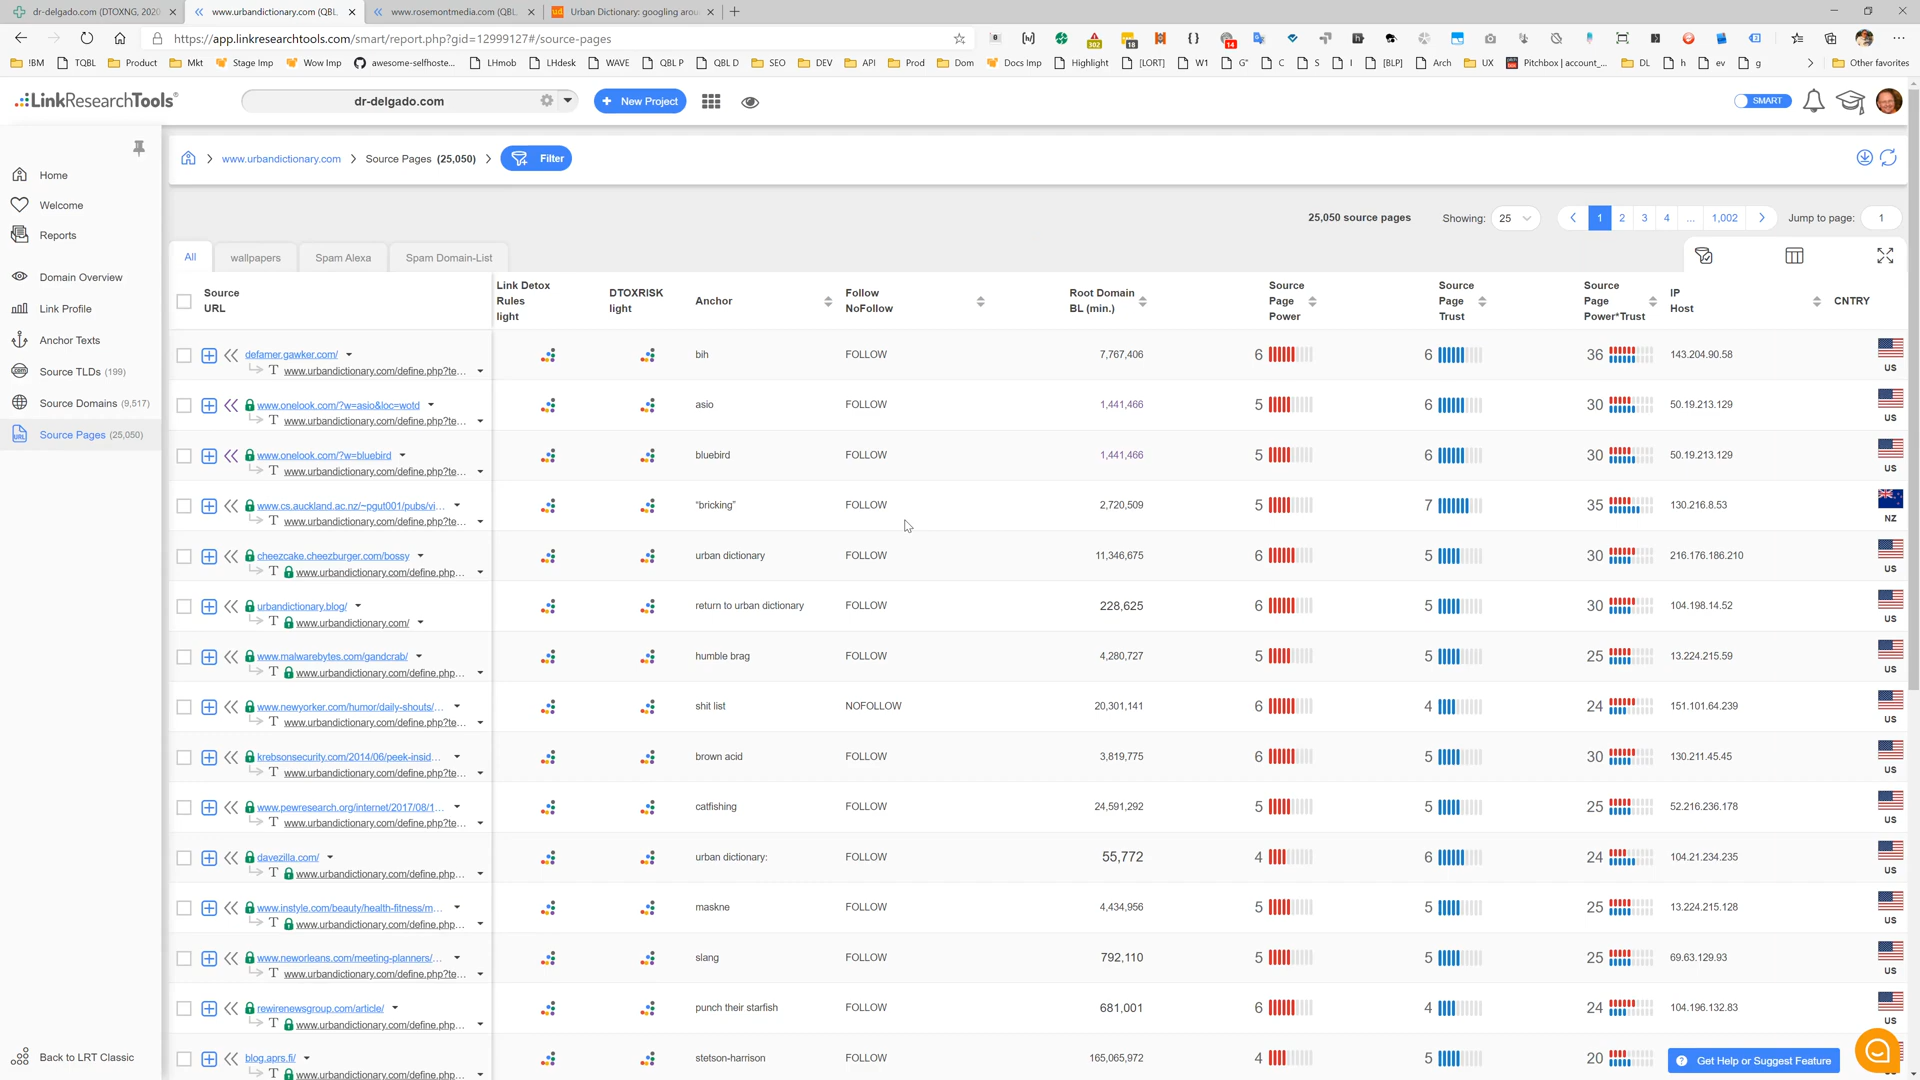 dr-delgado.com (DTOXNG, 2020
www.urbandictionary.com (QBL,
www.rosemontmedia.com (QBL,
Urban Dictionary: googling arou
https://app.linkresearchtools.com/smart/report.php?gid=12999127#/source-pages
!BM TQBL Product Mkt Stage Imp Wow Imp awesome-selfhoste... LHmob LHdesk WAVE QBL P QBL D SEO DEV API Prod Dom Docs Imp Highlight [LORT] W1 G" C S I [BLP] Arch UX Pitchbox | account_... DL h ev g Other favorites
LinkResearchTools
dr-delgado.com
New Project
SMART
www.urbandictionary.com
Source Pages (25,050)
Filter
Home
Welcome
Reports
Domain Overview
Link Profile
Anchor Texts
Source TLDs (199)
Source Domains (9,517)
Source Pages (25,050)
Back to LRT Classic
25,050 source pages Showing: 25 1 2 3 4 ... 1,002 Jump to page: 1
All wallpapers Spam Alexa Spam Domain-List
Source URL
Link Detox Rules light
DTOXRISK light
Anchor
Follow NoFollow
Root Domain BL (min.)
Source Page Power
Source Page Trust
Source Page Power*Trust
IP Host
CNTRY
defamer.gawker.com/ bih FOLLOW 7,767,406 6 6 36 143.204.90.58 US
T www.urbandictionary.com/define.php?te...
www.onelook.com/?w=asio&loc=wotd asio FOLLOW 1,441,466 5 6 30 50.19.213.129 US
T www.urbandictionary.com/define.php?te...
www.onelook.com/?w=bluebird bluebird FOLLOW 1,441,466 5 6 30 50.19.213.129 US
T www.urbandictionary.com/define.php?te...
www.cs.auckland.ac.nz/~pgut001/pubs/vi... "bricking" FOLLOW 2,720,509 5 7 35 130.216.8.53 NZ
T www.urbandictionary.com/define.php?te...
cheezcake.cheezburger.com/bossy urban dictionary FOLLOW 11,346,675 6 5 30 216.176.186.210 US
T www.urbandictionary.com/define.php...
urbandictionary.blog/ return to urban dictionary FOLLOW 228,625 6 5 30 104.198.14.52 US
T www.urbandictionary.com/
www.malwarebytes.com/gandcrab/ humble brag FOLLOW 4,280,727 5 5 25 13.224.215.59 US
T www.urbandictionary.com/define.php...
www.newyorker.com/humor/daily-shouts/... shit list NOFOLLOW 20,301,141 6 4 24 151.101.64.239 US
T www.urbandictionary.com/define.php?te...
krebsonsecurity.com/2014/06/peek-insid... brown acid FOLLOW 3,819,775 6 5 30 130.211.45.45 US
T www.urbandictionary.com/define.php?te...
www.pewresearch.org/internet/2017/08/1... catfishing FOLLOW 24,591,292 5 5 25 52.216.236.178 US
T www.urbandictionary.com/define.php?te...
davezilla.com/ urban dictionary: FOLLOW 55,772 4 6 24 104.21.234.235 US
T www.urbandictionary.com/define.php...
www.instyle.com/beauty/health-fitness/m... maskne FOLLOW 4,434,956 5 5 25 13.224.215.128 US
T www.urbandictionary.com/define.php...
www.neworleans.com/meeting-planners/... slang FOLLOW 792,110 5 5 25 69.63.129.93 US
T www.urbandictionary.com/define.php?te...
rewirenewsgroup.com/article/ punch their starfish FOLLOW 681,001 6 4 24 104.196.132.83 US
T www.urbandictionary.com/define.php...
blog.aprs.fi/ stetson-harrison FOLLOW 165,065,972 4 5 20
T www.urbandictionary.com/define.php...
Get Help or Suggest Feature